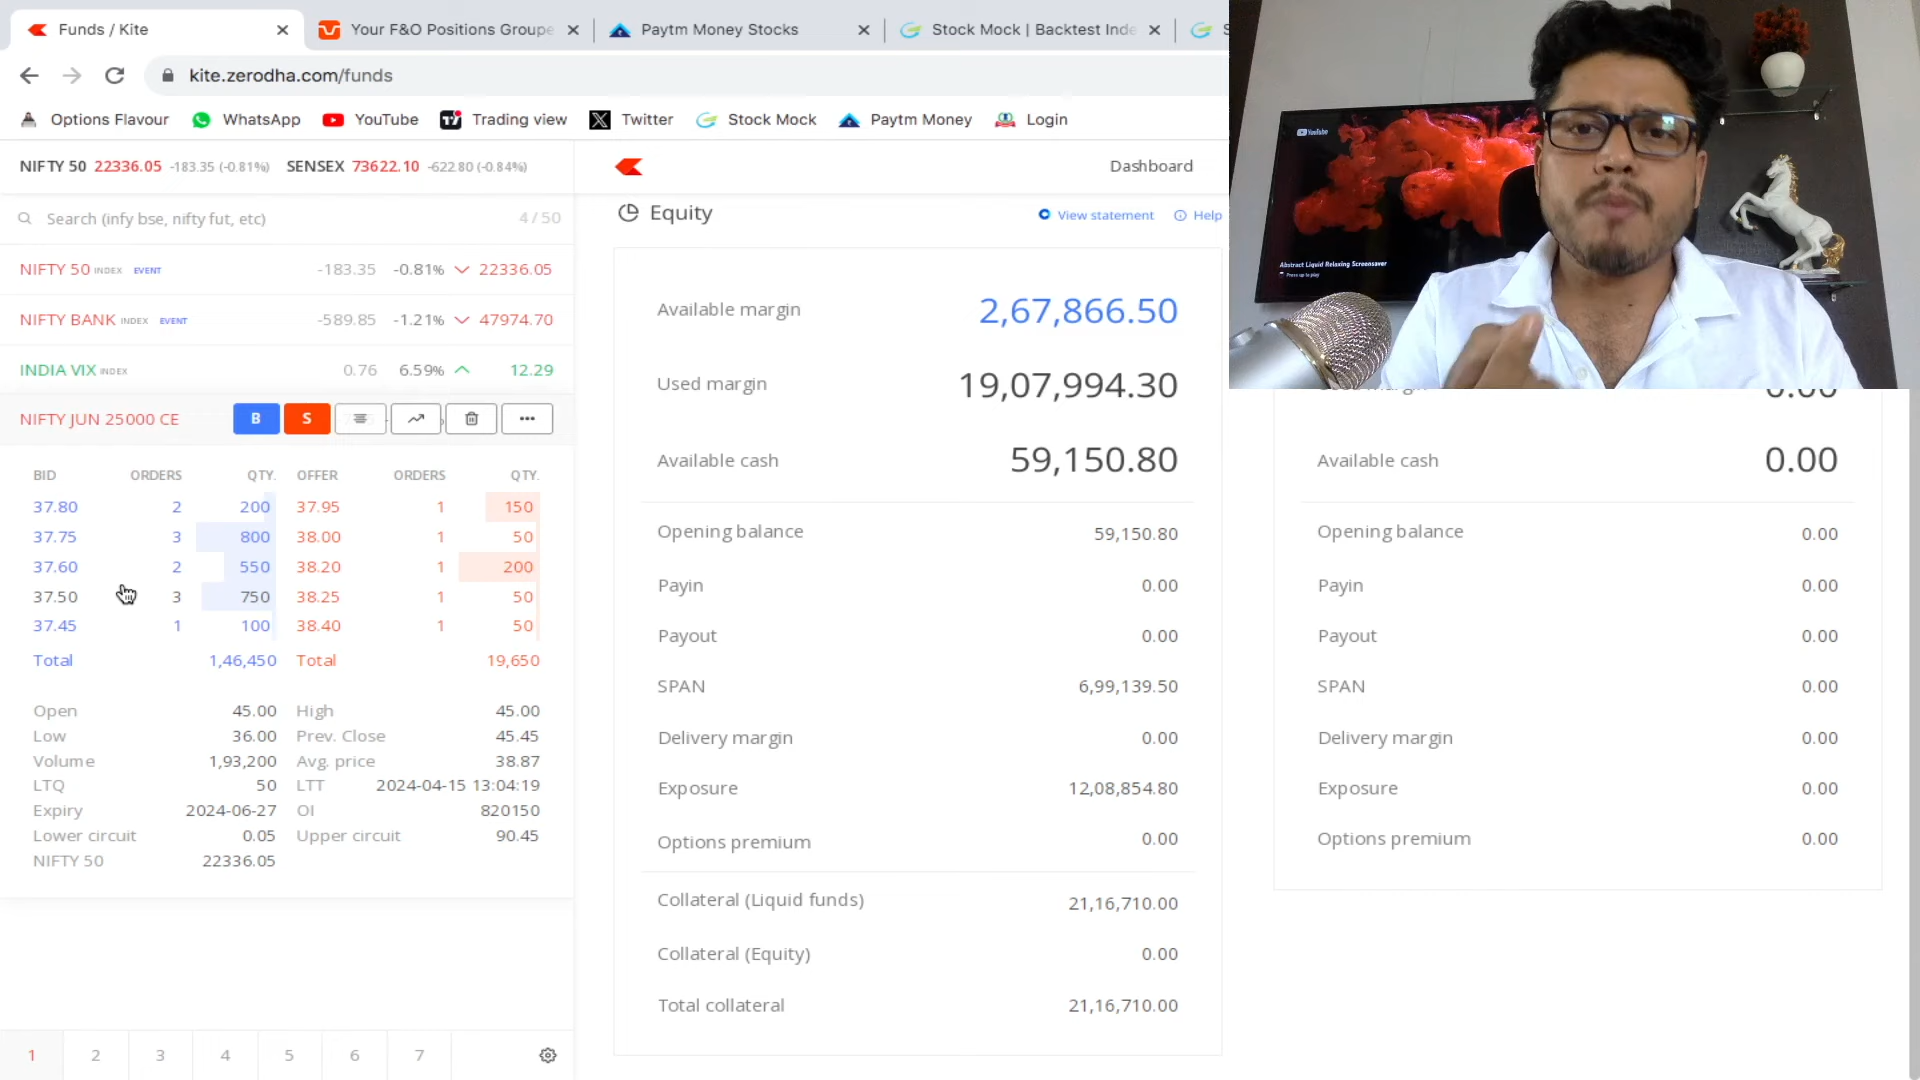 Funds / Kite
Your F&O Positions Groupe
Paytm Money Stocks
Stock Mock | Backtest Inde
kite.zerodha.com/funds
Options Flavour WhatsApp YouTube Trading view Twitter Stock Mock Paytm Money Login
NIFTY 50 22336.05 -183.35 (-0.81%) SENSEX 73622.10 -622.80 (-0.84%)
Dashboard
Search (infy bse, nifty fut, etc) 4 / 50
NIFTY 50 INDEX EVENT -183.35 -0.81% 22336.05
NIFTY BANK INDEX EVENT -589.85 -1.21% 47974.70
INDIA VIX INDEX 0.76 6.59% 12.29
NIFTY JUN 25000 CE B S
BID ORDERS QTY. OFFER ORDERS QTY.
37.80 2 200 37.95 1 150
37.75 3 800 38.00 1 50
37.60 2 550 38.20 1 200
37.50 3 750 38.25 1 50
37.45 1 100 38.40 1 50
Total 1,46,450 Total 19,650
Open 45.00 High 45.00
Low 36.00 Prev. Close 45.45
Volume 1,93,200 Avg. price 38.87
LTQ 50 LTT 2024-04-15 13:04:19
Expiry 2024-06-27 OI 820150
Lower circuit 0.05 Upper circuit 90.45
NIFTY 50 22336.05
1 2 3 4 5 6 7
Equity View statement Help
Available margin 2,67,866.50
Used margin 19,07,994.30
Available cash 59,150.80
Opening balance 59,150.80
Payin 0.00
Payout 0.00
SPAN 6,99,139.50
Delivery margin 0.00
Exposure 12,08,854.80
Options premium 0.00
Collateral (Liquid funds) 21,16,710.00
Collateral (Equity) 0.00
Total collateral 21,16,710.00
YouTube
Abstract Liquid Relaxing Screensaver
Press up to play
0.00
Available cash 0.00
Opening balance 0.00
Payin 0.00
Payout 0.00
SPAN 0.00
Delivery margin 0.00
Exposure 0.00
Options premium 0.00